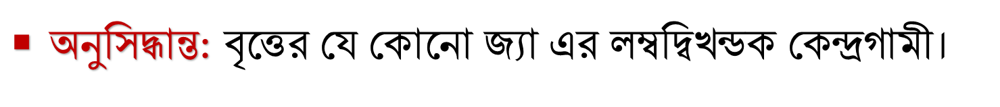 ▪ অনুসিদ্ধান্ত: বৃত্তের যে কোনো জ্যা এর লম্বদ্বিখন্ডক কেন্দ্রগামী।